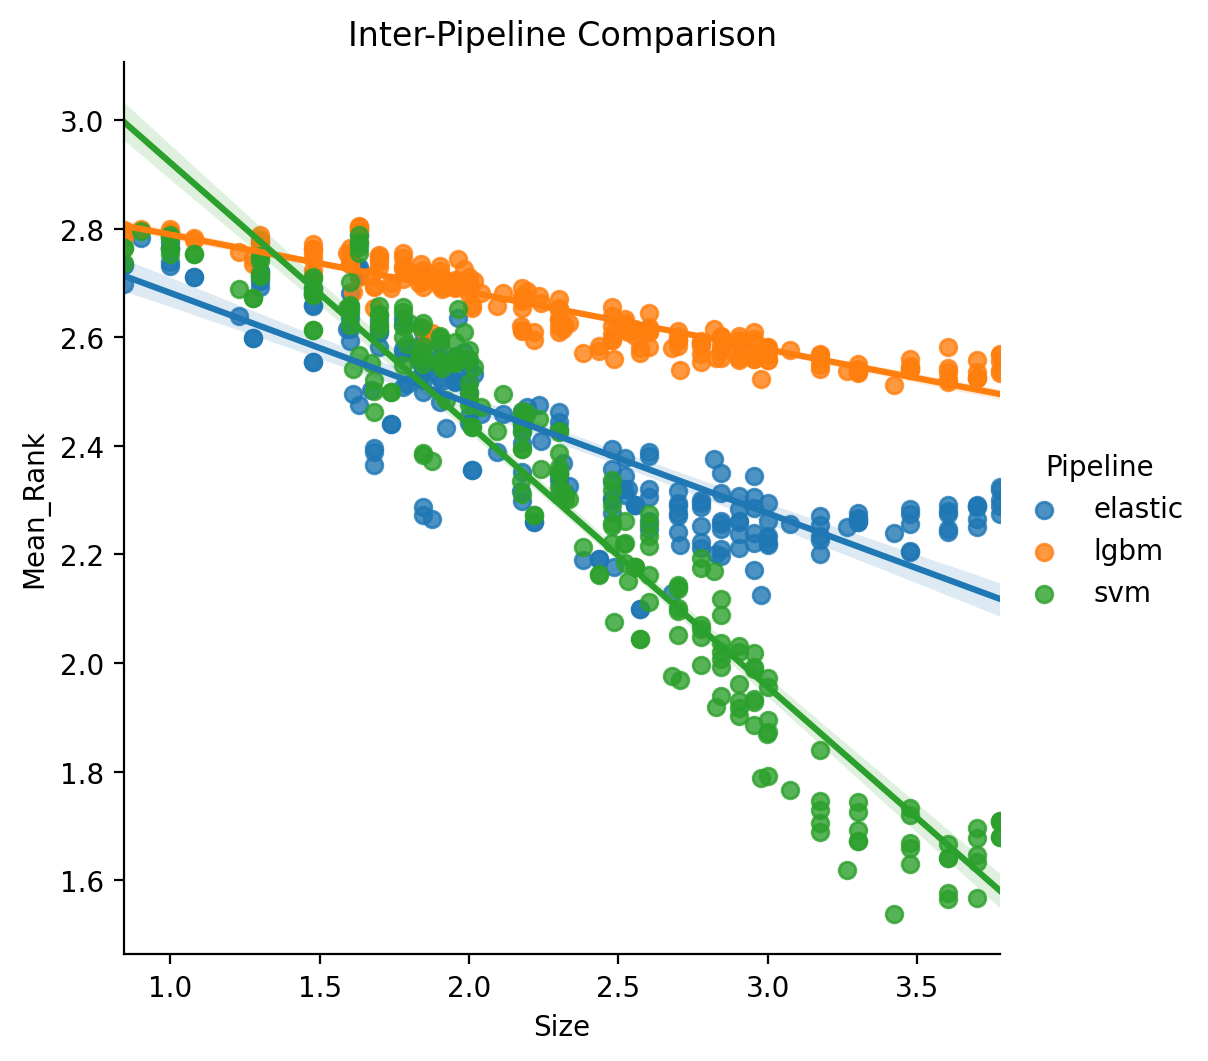 Inter-Pipeline Comparison
Mean_Rank
3.0
2.8
2.6
2.4
2.2
2.0
1.8
1.6
1.0 1.5 2.0 2.5 3.0 3.5
Size
Pipeline
elastic
lgbm
svm